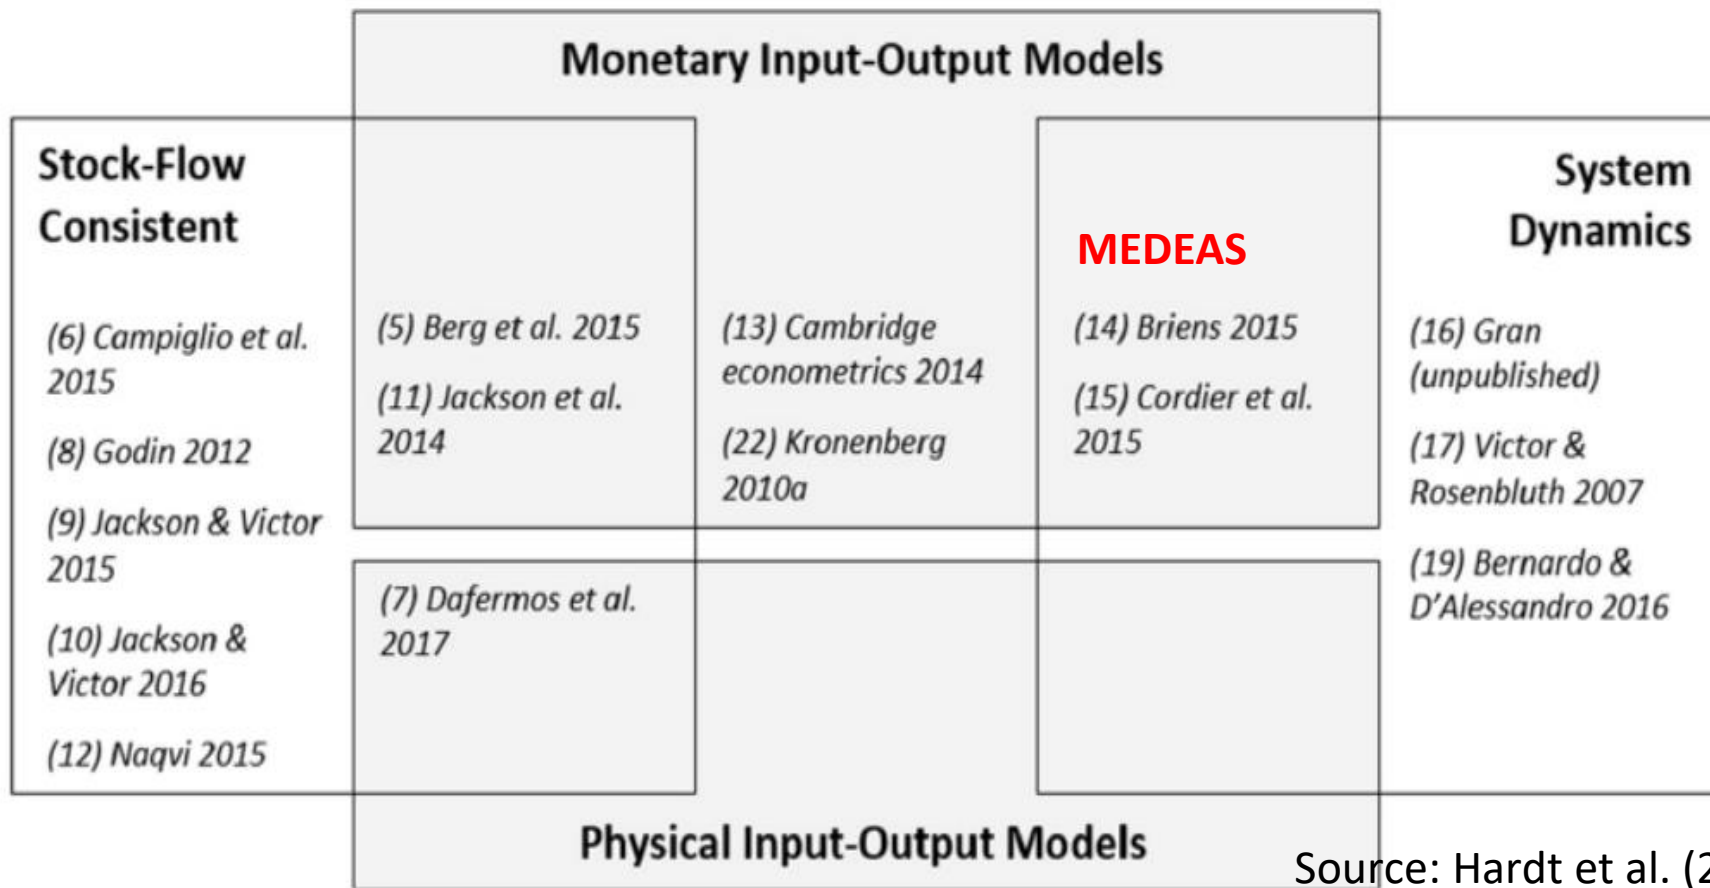 Monetary Input-Output Models
Stock-Flow
Consistent
(6) Campiglio et al.
2015
(8) Godin 2012
(9) Jackson & Victor
2015
(10) Jackson &
Victor 2016
(12) Naqvi 2015
(5) Berg et al. 2015
(11) Jackson et al.
2014
(7) Dafermos et al.
2017
(13) Cambridge
econometrics 2014
(22) Kronenberg
2010a
MEDEAS
(14) Briens 2015
(15) Cordier et al.
2015
System
Dynamics
(16) Gran
(unpublished)
(17) Victor &
Rosenbluth 2007
(19) Bernardo &
D'Alessandro 2016
Physical Input-Output Models
Source: Hardt et al. (2